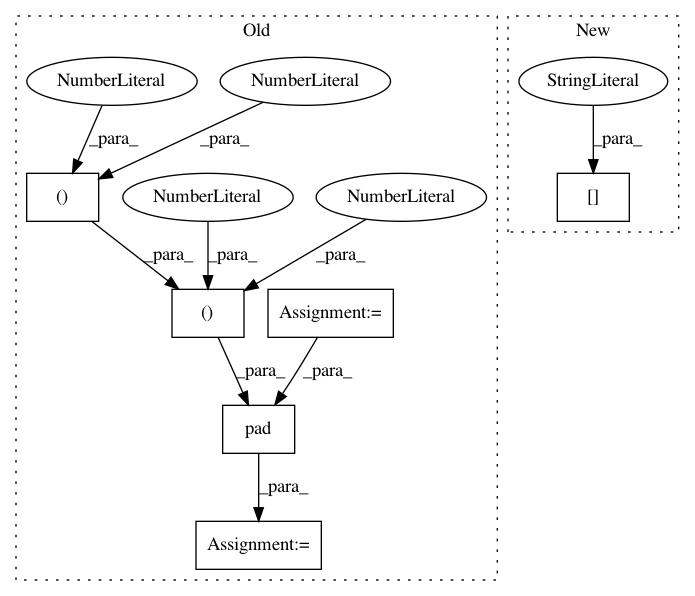 Old
New
NumberLiteral
NumberLiteral
StringLiteral
_para_
_para_
_para_
()
NumberLiteral
NumberLiteral
[]
_para_
_para_
_para_
()
Assignment:=
_para_
_para_
pad
_para_
Assignment:=